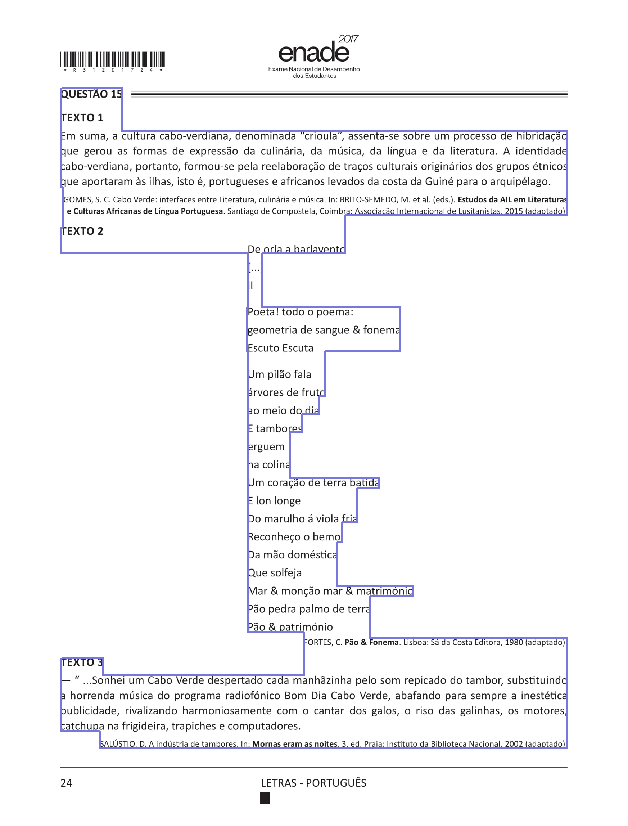 *R3120172 4*
2017
enade
Exame Nacional de Desempenho
dos Estudantes
QUESTÃO 15
TEXTO 1
Em suma, a cultura cabo-verdiana, denominada “crioula”, assenta-se sobre um processo de hibridação
que gerou as formas de expressão da culinária, da música, da língua e da literatura. A identidade
cabo-verdiana, portanto, formou-se pela reelaboração de traços culturais originários dos grupos étnicos
que aportaram às ilhas, isto é, portugueses e africanos levados da costa da Guiné para o arquipélago.
GOMES, S. C. Cabo Verde: interfaces entre literatura, culinária e música. In: BRITO-SEMEDO, M. et al. (eds.). Estudos da AIL em Literaturas
e Culturas Africanas de Língua Portuguesa. Santiago de Compostela, Coimbra: Associação Internacional de Lusitanistas, 2015 (adaptado).
TEXTO 2
De orla a barlavento
[...
II
Poeta! todo o poema:
geometria de sangue & fonema
Escuto Escuta
Um pilão fala
árvores de fruto
ao meio do dia
E tambores
erguem
na colina
Um coração de terra batida
E lon longe
Do marulho á viola fria
Reconheço o bemol
Da mão doméstica
Que solfeja
Mar & monção mar & matrimónio
Pão pedra palmo de terra
Pão & património
FORTES, C. Pão & Fonema. Lisboa: Sá da Costa Editora, 1980 (adaptado).
TEXTO 3
— “ ...Sonhei um Cabo Verde despertado cada manhãzinha pelo som repicado do tambor, substituindo
a horrenda música do programa radiofónico Bom Dia Cabo Verde, abafando para sempre a inestética
publicidade, rivalizando harmoniosamente com o cantar dos galos, o riso das galinhas, os motores,
catchupa na frigideira, trapiches e computadores.
SALÚSTIO, D. A indústria de tambores. In: Mornas eram as noites. 3. ed. Praia: Instituto da Biblioteca Nacional, 2002 (adaptado).
24
LETRAS - PORTUGUÊS